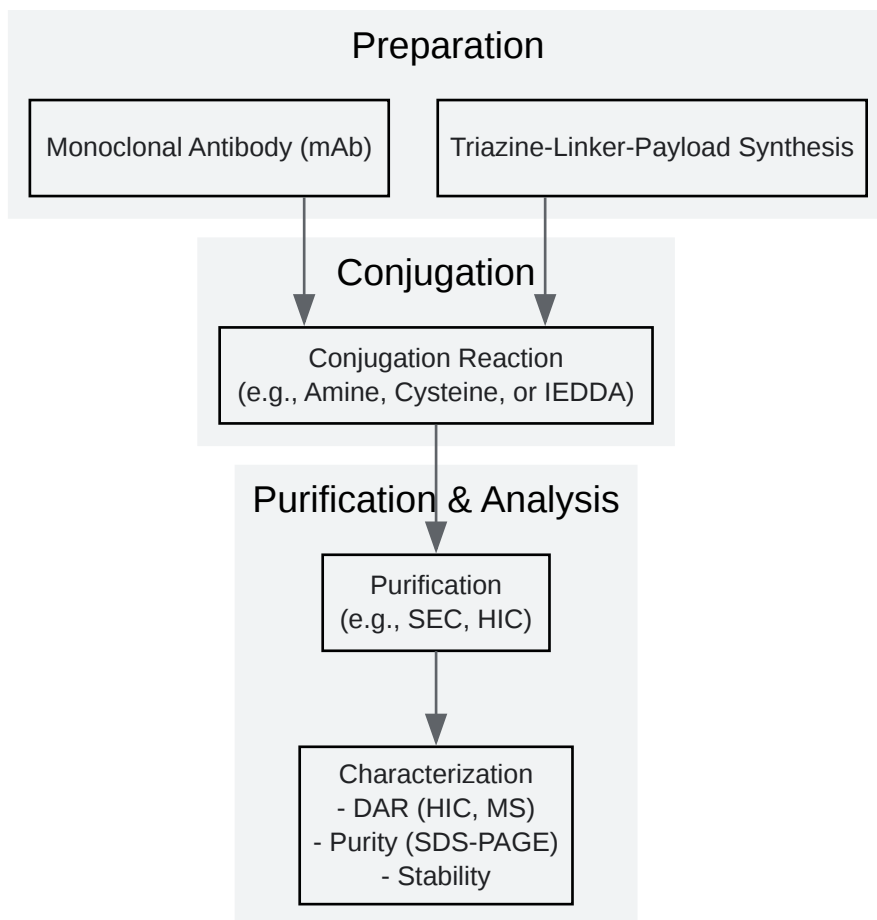 Preparation
Monoclonal Antibody (mAb)
Triazine-Linker-Payload Synthesis
Conjugation
Conjugation Reaction
(e.g., Amine, Cysteine, or IEDDA)
Purification & Analysis
Purification
(e.g., SEC, HIC)
Characterization
- DAR (HIC, MS)
- Purity (SDS-PAGE)
- Stability